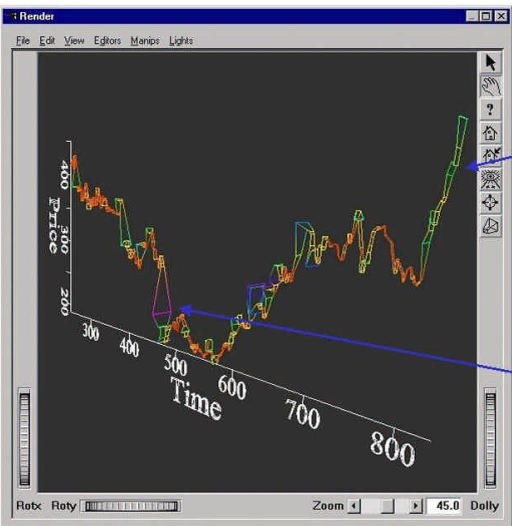 Render
File Edit View Editors Manips Lights
?
400
300
200
Price
300
400
500
600
700
800
Time
Rotx Roty Zoom 45.0 Dolly